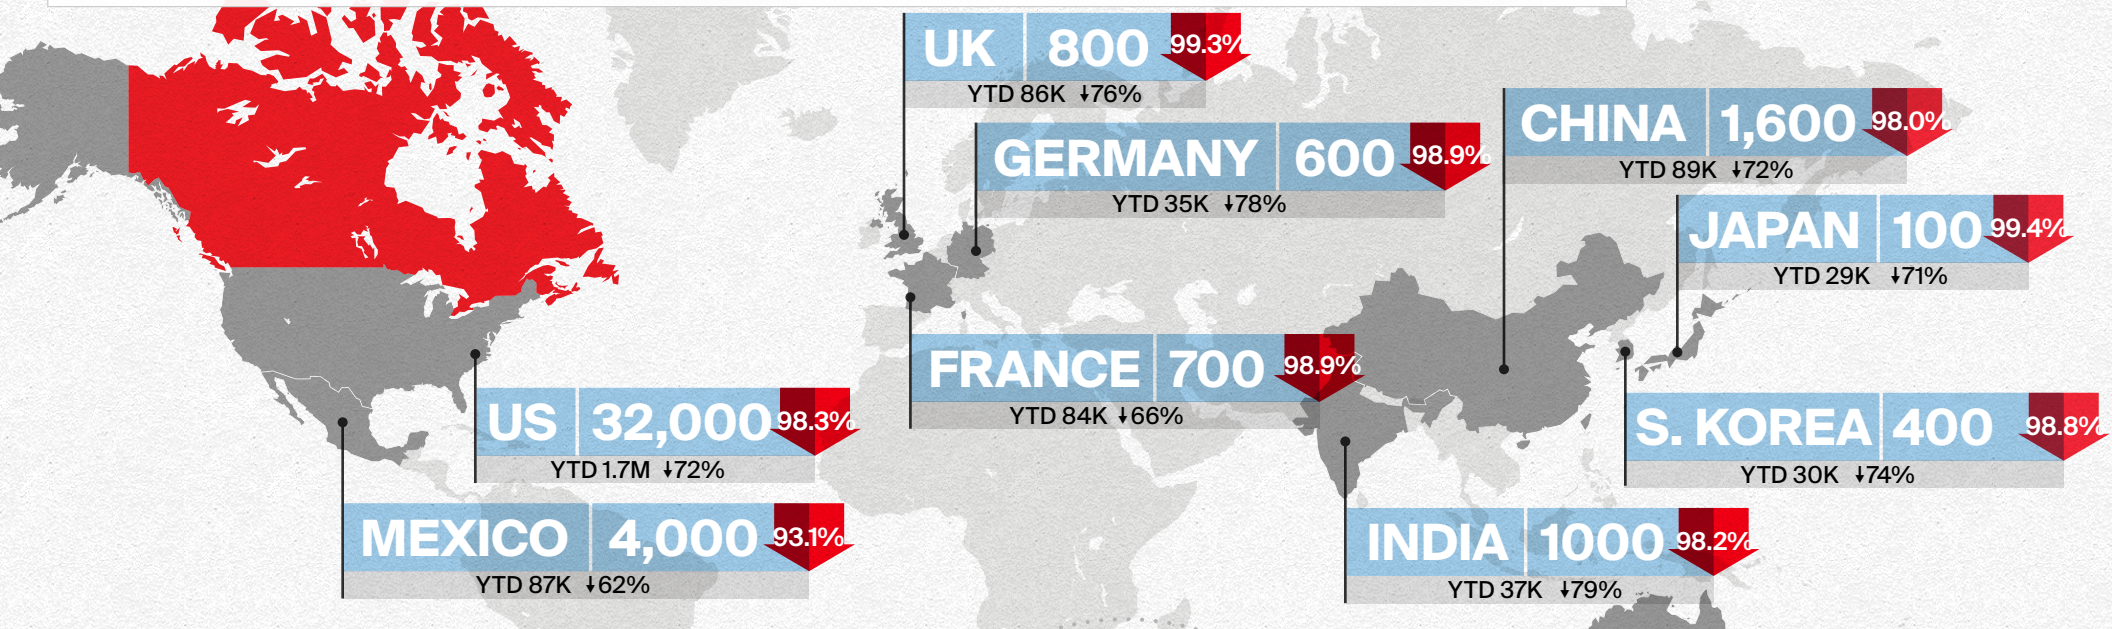 UK 800 99.3%
YTD 86K ↓76%
GERMANY 600 98.9%
YTD 35K ↓78%
CHINA 1,600 98.0%
YTD 89K ↓72%
JAPAN 100 99.4%
YTD 29K ↓71%
FRANCE 700 98.9%
YTD 84K ↓66%
US 32,000 98.3%
YTD 1.7M ↓72%
S. KOREA 400 98.8%
YTD 30K ↓74%
MEXICO 4,000 93.1%
YTD 87K ↓62%
INDIA 1000 98.2%
YTD 37K ↓79%